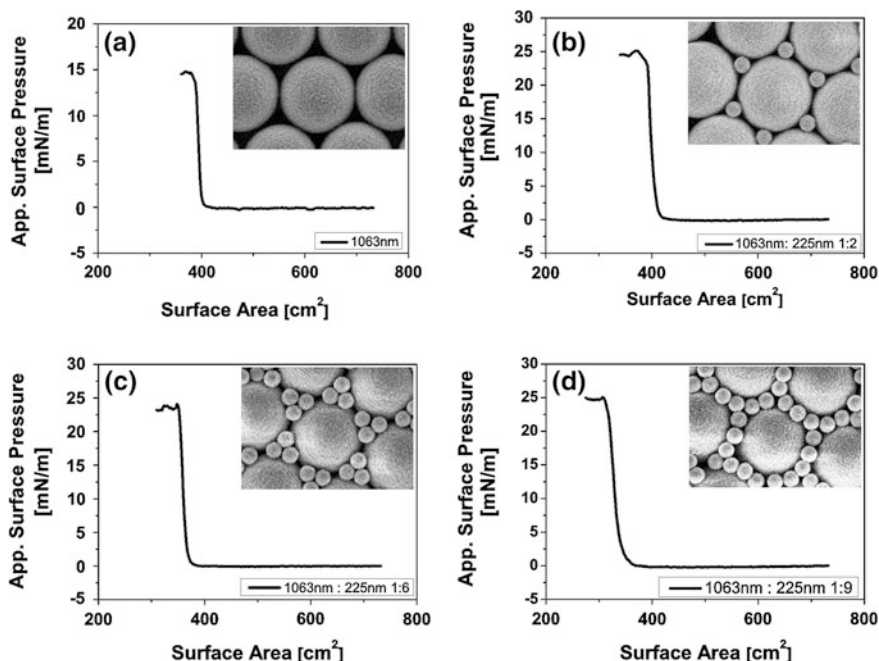 (a)
App. Surface Pressure
[mN/m]
20
15
10
5
0
-5
200
400
600
800
Surface Area [cm²]
1063nm
(b)
App. Surface Pressure
[mN/m]
30
25
20
15
10
5
0
-5
200
400
600
800
Surface Area [cm²]
1063nm: 225nm 1:2
(c)
App. Surface Pressure
[mN/m]
30
25
20
15
10
5
0
-5
200
400
600
800
Surface Area [cm²]
1063nm : 225nm 1:6
(d)
App. Surface Pressure
[mN/m]
30
25
20
15
10
5
0
-5
200
400
600
800
Surface Area [cm²]
1063nm : 225nm 1:9